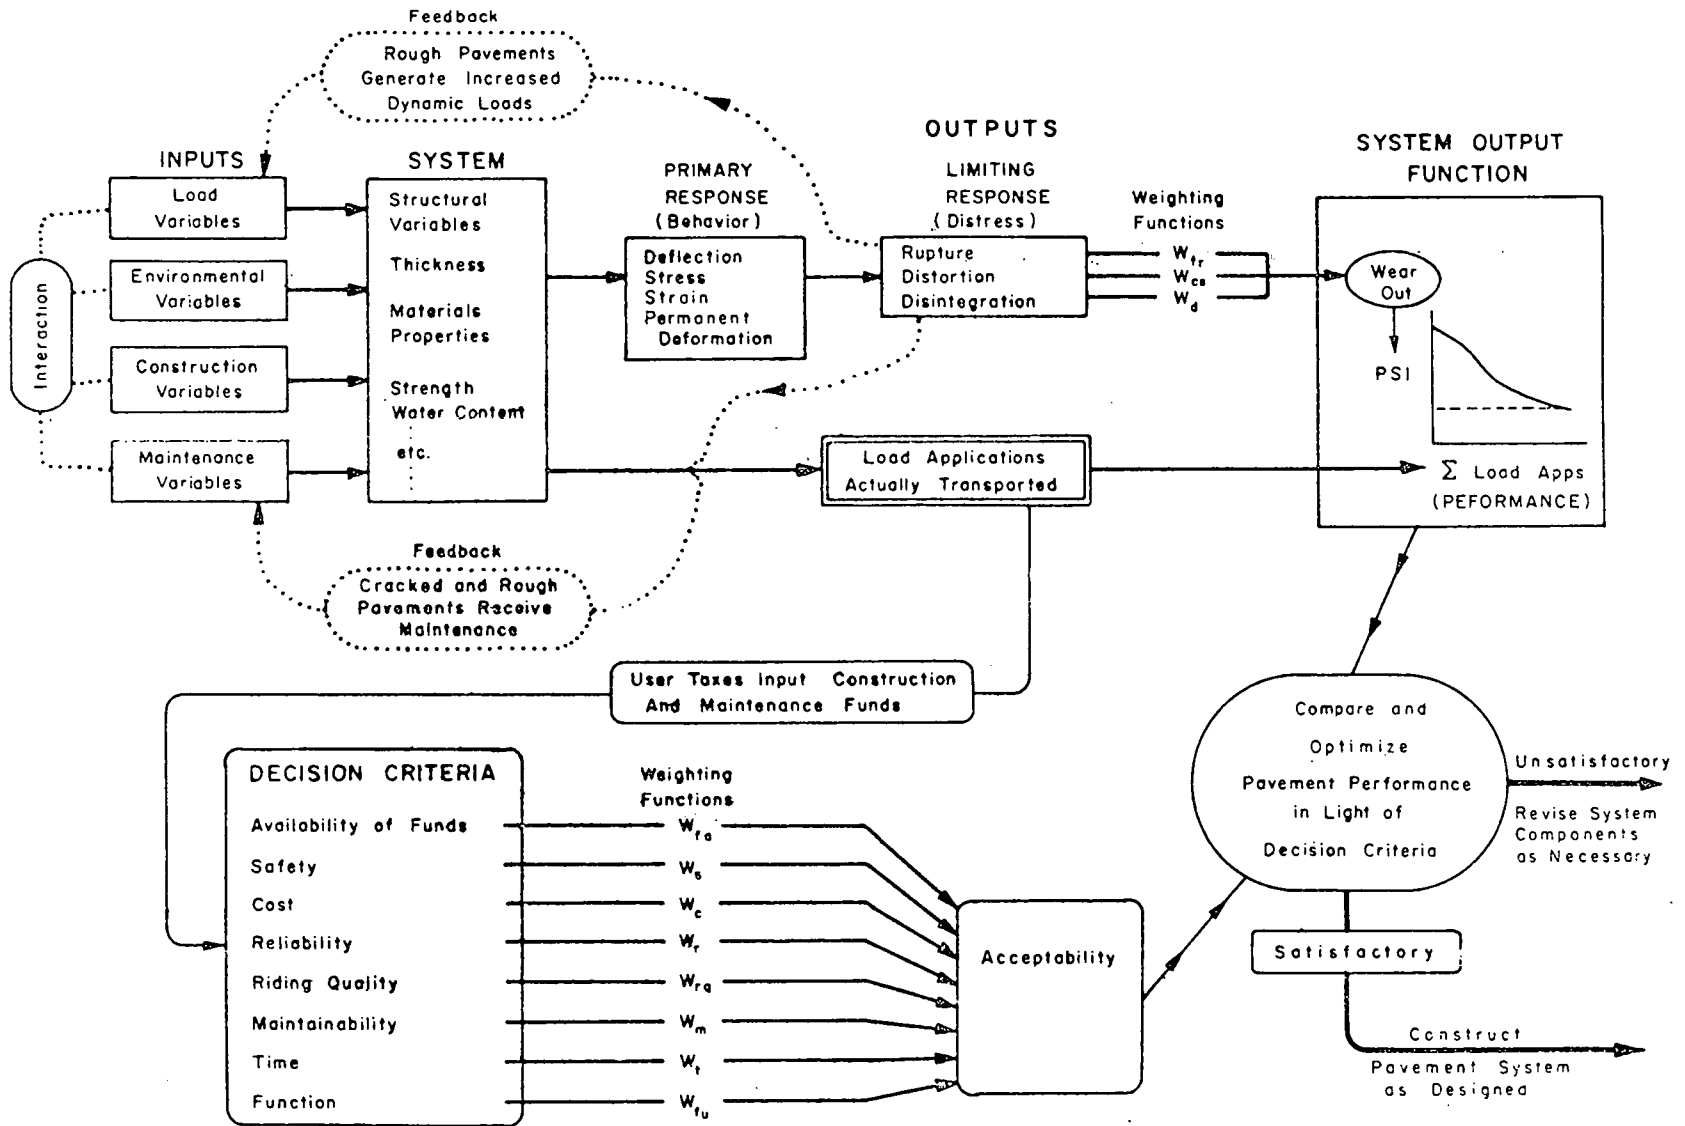 Feedback
Rough Pavements
Generate Increased
Dynamic Loads
INPUTS
Load
Variables
Environmental
Variables
Construction
Variables
Maintenance
Variables
Interaction
SYSTEM
Structural
Variables
Thickness
Materials
Properties
Strength
Water Content
etc.
Feedback
Cracked and Rough
Pavements Receive
Maintenance
OUTPUTS
PRIMARY
RESPONSE
(Behavior)
Deflection
Stress
Strain
Permanent
Deformation
LIMITING
RESPONSE
(Distress)
Rupture
Distortion
Disintegration
Weighting
Functions
W_fr
W_cs
W_d
Load Applications
Actually Transported
SYSTEM OUTPUT
FUNCTION
Wear
Out
PSI
Σ Load Apps
(PEFORMANCE)
User Taxes Input Construction
And Maintenance Funds
DECISION CRITERIA
Availability of Funds
Safety
Cost
Reliability
Riding Quality
Maintainability
Time
Function
Weighting
Functions
W_fa
W_s
W_c
W_r
W_rq
W_m
W_t
W_fu
Acceptability
Compare and
Optimize
Pavement Performance
in Light of
Decision Criteria
Unsatisfactory
Revise System
Components
as Necessary
Satisfactory
Construct
Pavement System
as Designed